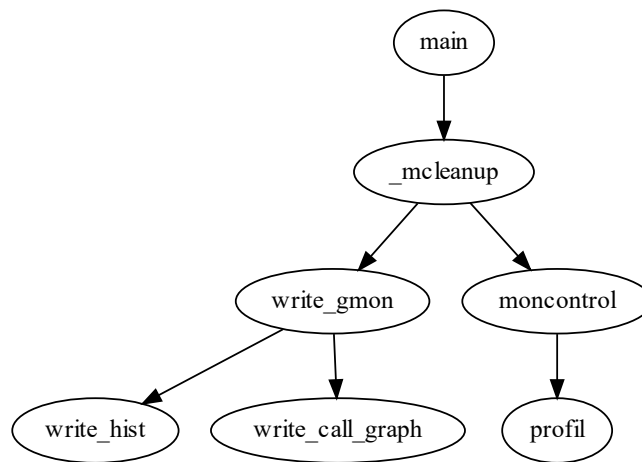 main
_mcleanup
write_gmon
moncontrol
write_hist
write_call_graph
profil